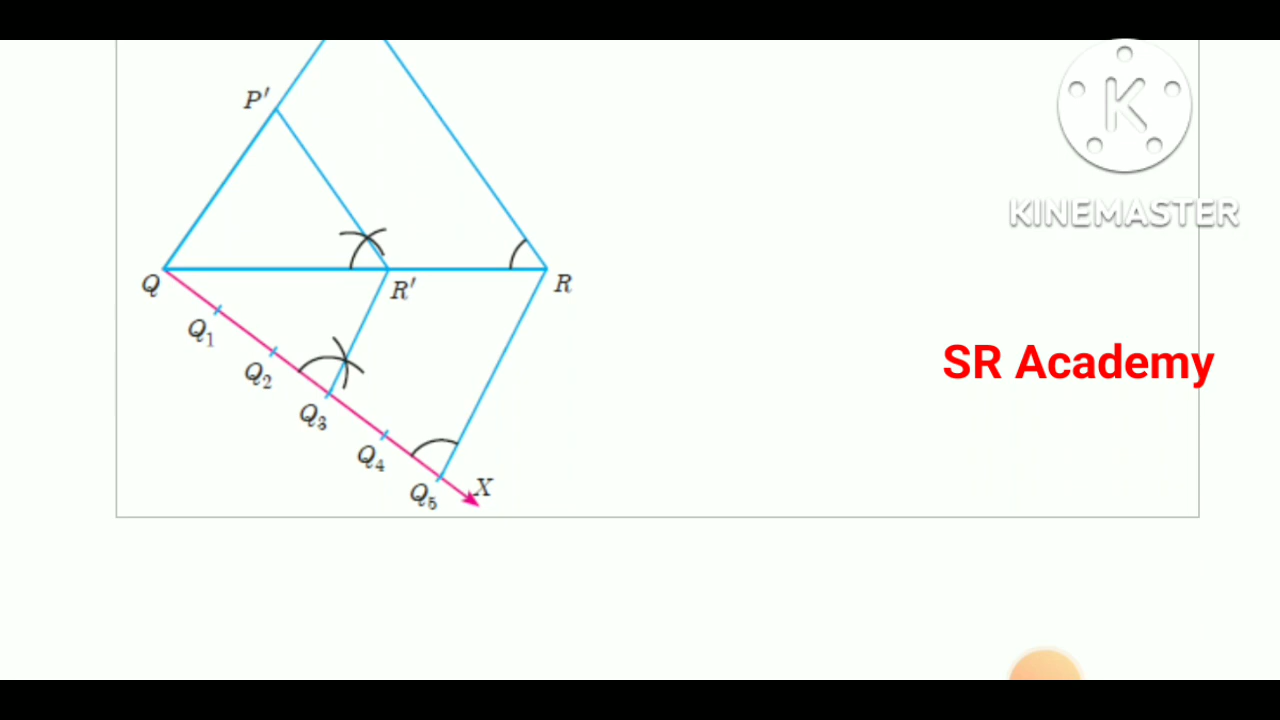 P′
Q
R′
R
Q₁
Q₂
Q₃
Q₄
Q₅
X
K
KINEMASTER
SR Academy